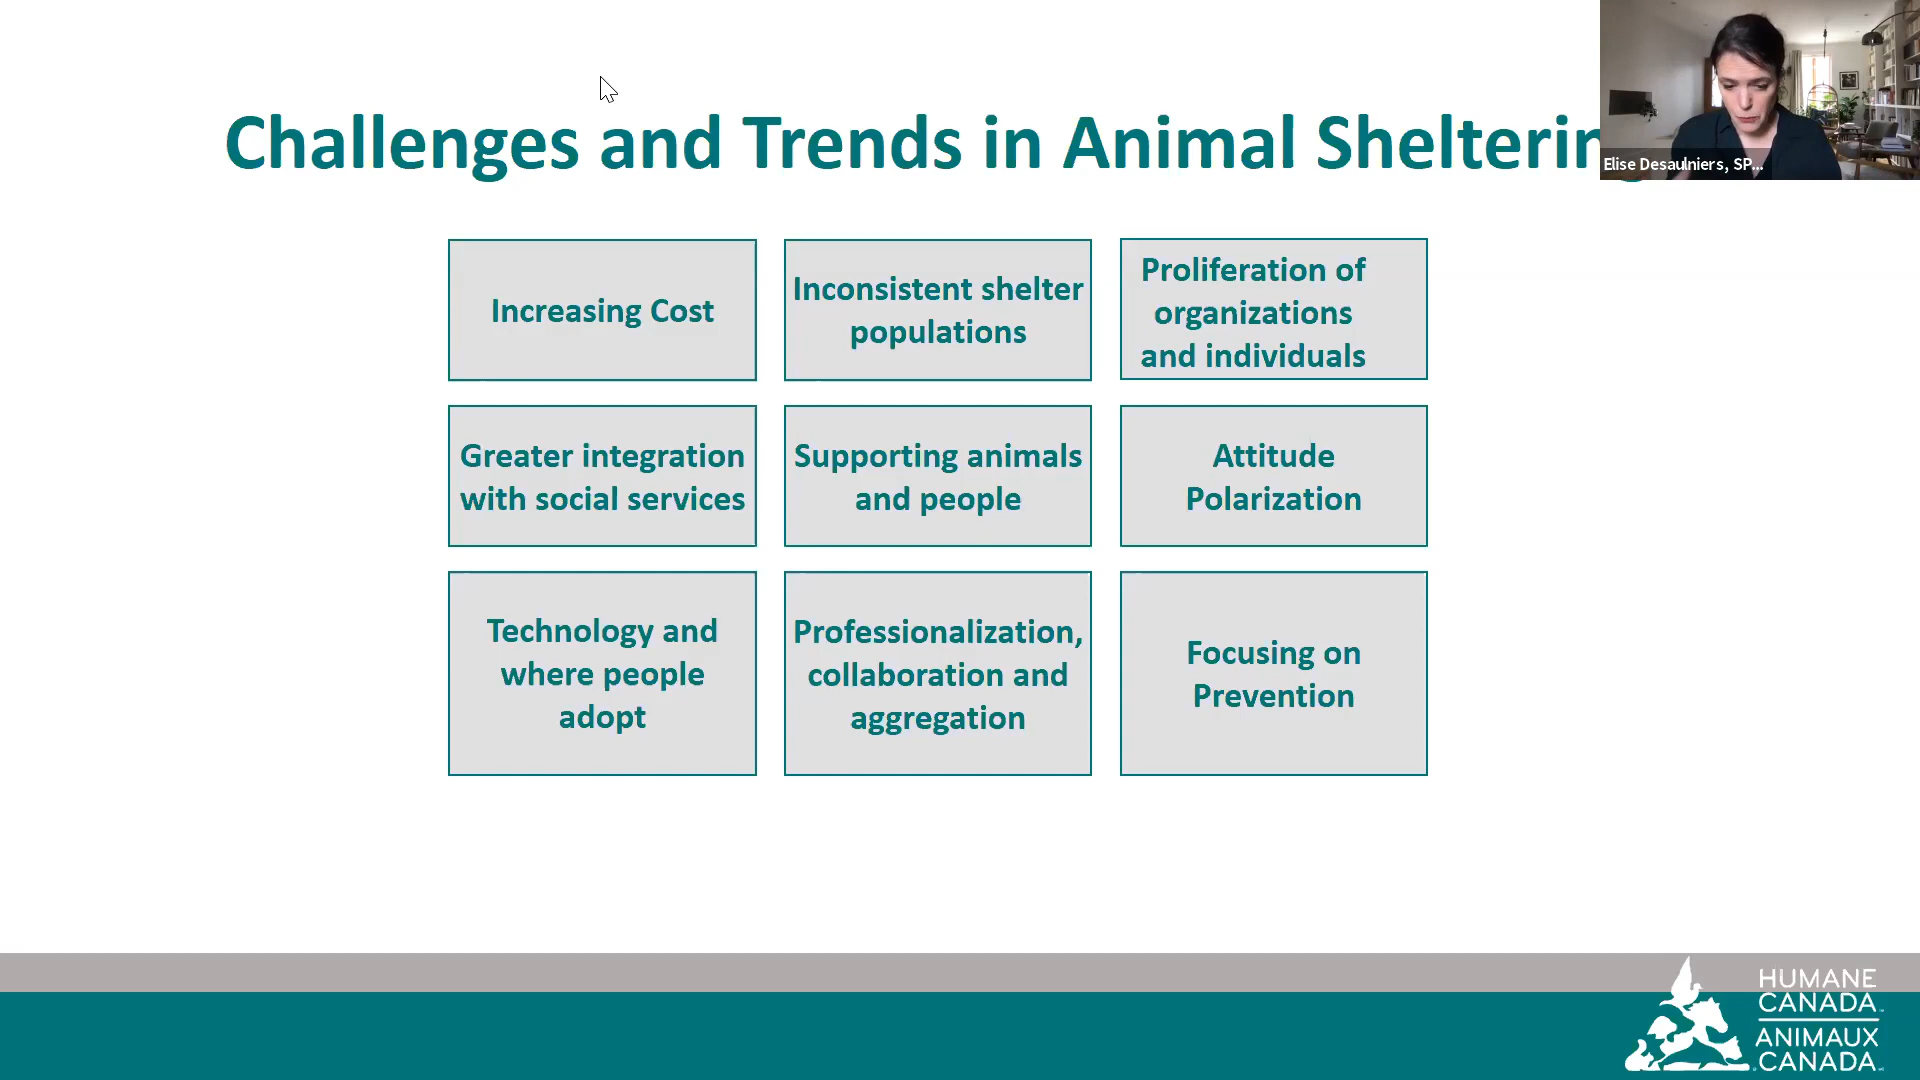 Challenges and Trends in Animal Sheltering
Elise Desaulniers, SP...
Increasing Cost
Inconsistent shelter
populations
Proliferation of
organizations
and individuals
Greater integration
with social services
Supporting animals
and people
Attitude
Polarization
Technology and
where people
adopt
Professionalization,
collaboration and
aggregation
Focusing on
Prevention
HUMANE
CANADA
ANIMAUX
CANADA